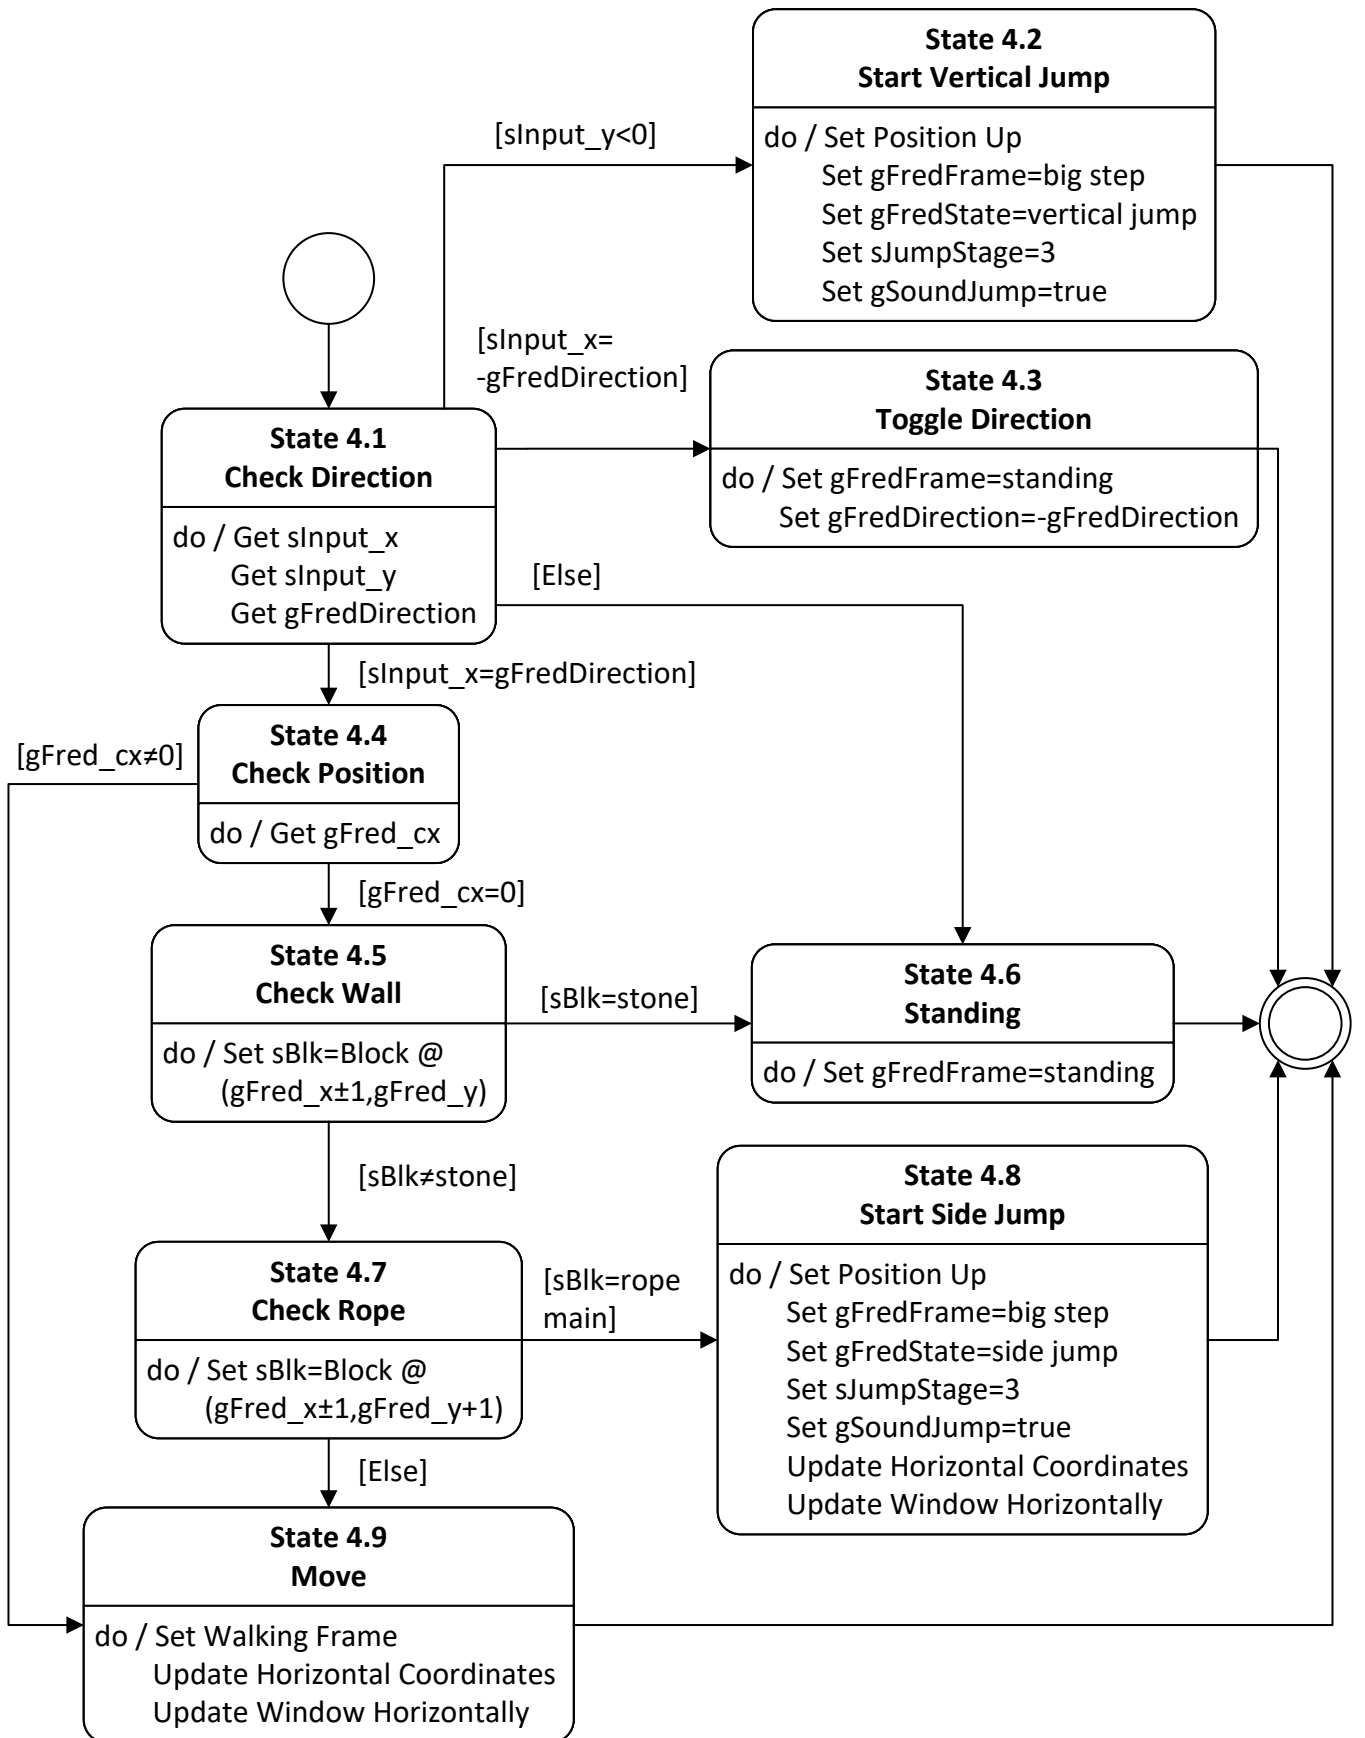 State 4.2
Start Vertical Jump
do / Set Position Up
Set gFredFrame=big step
Set gFredState=vertical jump
Set sJumpStage=3
Set gSoundJump=true
[sInput_y<0]
[sInput_x=
-gFredDirection]
State 4.3
Toggle Direction
do / Set gFredFrame=standing
Set gFredDirection=-gFredDirection
State 4.1
Check Direction
do / Get sInput_x
Get sInput_y
Get gFredDirection
[Else]
[sInput_x=gFredDirection]
State 4.4
Check Position
do / Get gFred_cx
[gFred_cx≠0]
[gFred_cx=0]
State 4.5
Check Wall
do / Set sBlk=Block @
(gFred_x±1,gFred_y)
[sBlk=stone]
State 4.6
Standing
do / Set gFredFrame=standing
[sBlk≠stone]
State 4.7
Check Rope
do / Set sBlk=Block @
(gFred_x±1,gFred_y+1)
[sBlk=rope
main]
State 4.8
Start Side Jump
do / Set Position Up
Set gFredFrame=big step
Set gFredState=side jump
Set sJumpStage=3
Set gSoundJump=true
Update Horizontal Coordinates
Update Window Horizontally
[Else]
State 4.9
Move
do / Set Walking Frame
Update Horizontal Coordinates
Update Window Horizontally